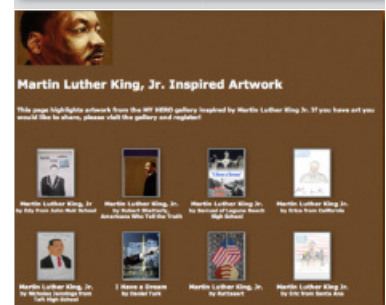 Martin Luther King, Jr. Inspired Artwork
This page highlights artwork from the MY HERO gallery inspired by Martin Luther King Jr. If you have art you
would like to share, please visit the gallery and register!
Martin Luther King, Jr
by Edy from John Muir School
Martin Luther King, Jr.
by Robert Shetterly,
Americans Who Tell the Truth
Martin Luther King, Jr.
by Samuel of Laguna Beach
High School
Martin Luther King, Jr.
by Erica from California
Martin Luther King, Jr.
by Nicholas Jennings from
Taft High School
I Have a Dream
by Daniel Turk
Martin Luther King, Jr.
by
Martin Luther King, Jr.
by Eric from Santa Ana